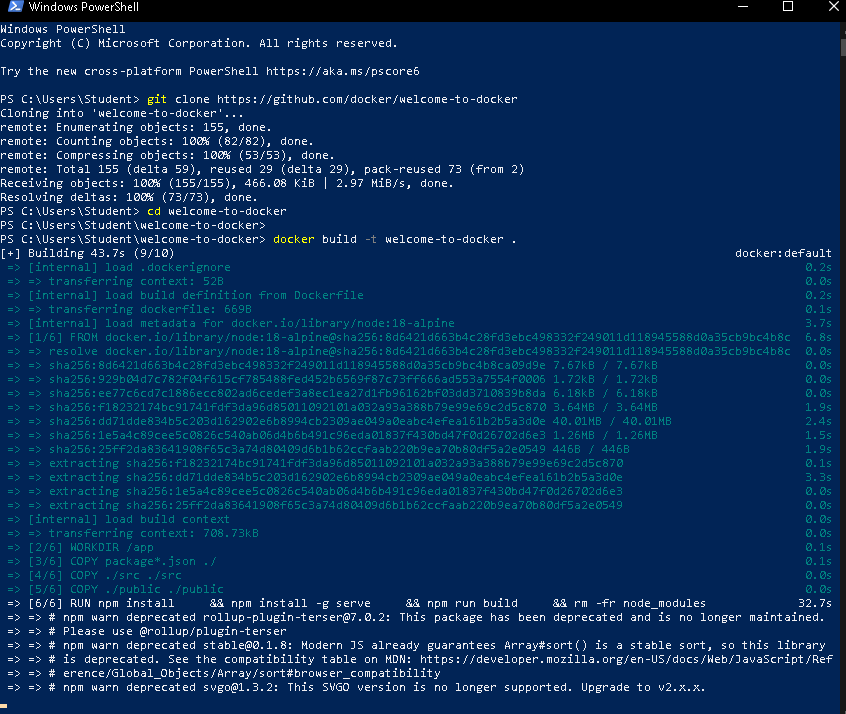 Windows PowerShell
Windows PowerShell
Copyright (C) Microsoft Corporation. All rights reserved.
Try the new cross-platform PowerShell https://aka.ms/pscore6
PS C:\Users\Student> git clone https://github.com/docker/welcome-to-docker
Cloning into 'welcome-to-docker'...
remote: Enumerating objects: 155, done.
remote: Counting objects: 100% (82/82), done.
remote: Compressing objects: 100% (53/53), done.
remote: Total 155 (delta 59), reused 29 (delta 29), pack-reused 73 (from 2)
Receiving objects: 100% (155/155), 466.08 KiB | 2.97 MiB/s, done.
Resolving deltas: 100% (73/73), done.
PS C:\Users\Student> cd welcome-to-docker
PS C:\Users\Student\welcome-to-docker>
PS C:\Users\Student\welcome-to-docker> docker build -t welcome-to-docker .
[+] Building 43.7s (9/10) docker:default
=> [internal] load .dockerignore 0.2s
=> => transferring context: 52B 0.0s
=> [internal] load build definition from Dockerfile 0.2s
=> => transferring dockerfile: 669B 0.1s
=> [internal] load metadata for docker.io/library/node:18-alpine 3.7s
=> [1/6] FROM docker.io/library/node:18-alpine@sha256:8d6421d663b4c28fd3ebc498332f249011d118945588d0a35cb9bc4b8c 6.8s
=> => resolve docker.io/library/node:18-alpine@sha256:8d6421d663b4c28fd3ebc498332f249011d118945588d0a35cb9bc4b8c 0.0s
=> => sha256:8d6421d663b4c28fd3ebc498332f249011d118945588d0a35cb9bc4b8ca09d9e 7.67kB / 7.67kB 0.0s
=> => sha256:929b04d7c782f04f615cf785488fed452b6569f87c73ff666ad553a7554f0006 1.72kB / 1.72kB 0.0s
=> => sha256:ee77c6cd7c1886ecc802ad6cedef3a8ec1ea27d1fb96162bf03dd3710839b8da 6.18kB / 6.18kB 0.0s
=> => sha256:f18232174bc91741fdf3da96d85011092101a032a93a388b79e99e69c2d5c870 3.64MB / 3.64MB 1.9s
=> => sha256:dd71dde834b5c203d162902e6b8994cb2309ae049a0eabc4efea161b2b5a3d0e 40.01MB / 40.01MB 2.4s
=> => sha256:1e5a4c89cee5c0826c540ab06d4b6b491c96eda01837f430bd47f0d26702d6e3 1.26MB / 1.26MB 1.5s
=> => sha256:25ff2da83641908f65c3a74d80409d6b1b62ccfaab220b9ea70b80df5a2e0549 446B / 446B 1.9s
=> => extracting sha256:f18232174bc91741fdf3da96d85011092101a032a93a388b79e99e69c2d5c870 0.1s
=> => extracting sha256:dd71dde834b5c203d162902e6b8994cb2309ae049a0eabc4efea161b2b5a3d0e 3.3s
=> => extracting sha256:1e5a4c89cee5c0826c540ab06d4b6b491c96eda01837f430bd47f0d26702d6e3 0.0s
=> => extracting sha256:25ff2da83641908f65c3a74d80409d6b1b62ccfaab220b9ea70b80df5a2e0549 0.0s
=> [internal] load build context 0.0s
=> => transferring context: 708.73kB 0.0s
=> [2/6] WORKDIR /app 0.1s
=> [3/6] COPY package*.json ./ 0.1s
=> [4/6] COPY ./src ./src 0.0s
=> [5/6] COPY ./public ./public 0.0s
=> [6/6] RUN npm install && npm install -g serve && npm run build && rm -fr node_modules 32.7s
=> => # npm warn deprecated rollup-plugin-terser@7.0.2: This package has been deprecated and is no longer maintained.
=> => # Please use @rollup/plugin-terser
=> => # npm warn deprecated stable@0.1.8: Modern JS already guarantees Array#sort() is a stable sort, so this library
=> => # is deprecated. See the compatibility table on MDN: https://developer.mozilla.org/en-US/docs/Web/JavaScript/Ref
=> => # erence/Global_Objects/Array/sort#browser_compatibility
=> => # npm warn deprecated svgo@1.3.2: This SVGO version is no longer supported. Upgrade to v2.x.x.